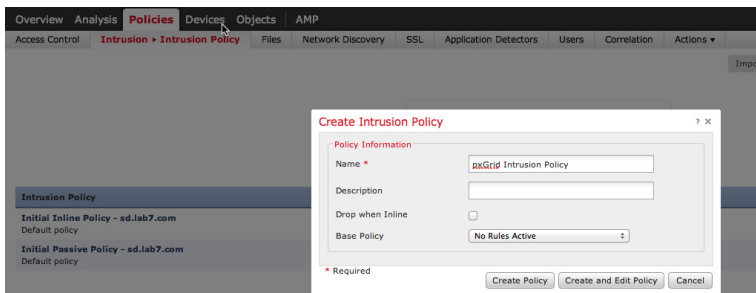 Overview Analysis Policies Devices Objects AMP
Access Control Intrusion ▸ Intrusion Policy Files Network Discovery SSL Application Detectors Users Correlation Actions ▾
Create Intrusion Policy ? ×
Policy Information
Name * pxGrid Intrusion Policy
Description
Drop when Inline
Base Policy No Rules Active
* Required
Create Policy Create and Edit Policy Cancel
Intrusion Policy
Initial Inline Policy - sd.lab7.com
Default policy
Initial Passive Policy - sd.lab7.com
Default policy